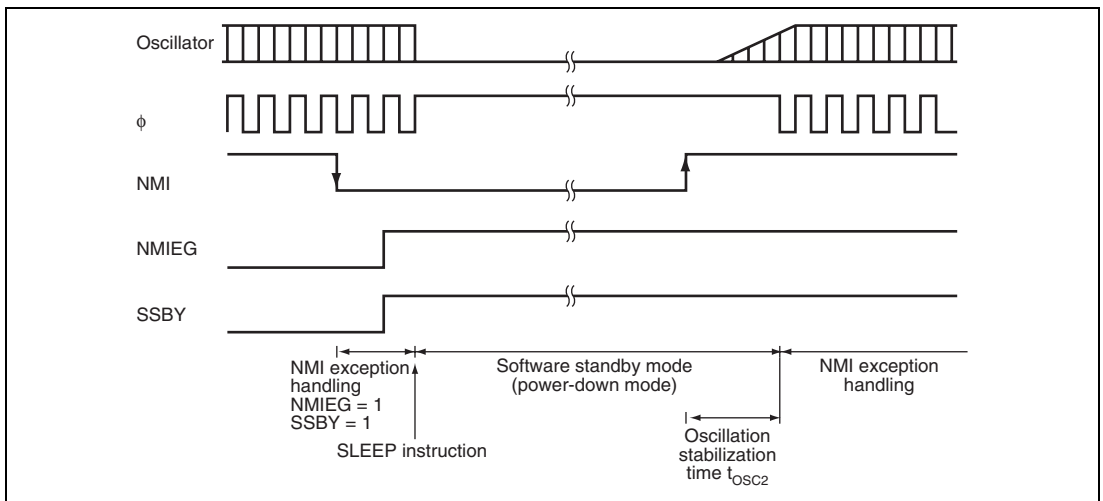 Oscillator
ϕ
NMI
NMIEG
SSBY
NMI exception
handling
NMIEG = 1
SSBY = 1
Software standby mode
(power-down mode)
NMI exception
handling
SLEEP instruction
Oscillation
stabilization
time tOSC2